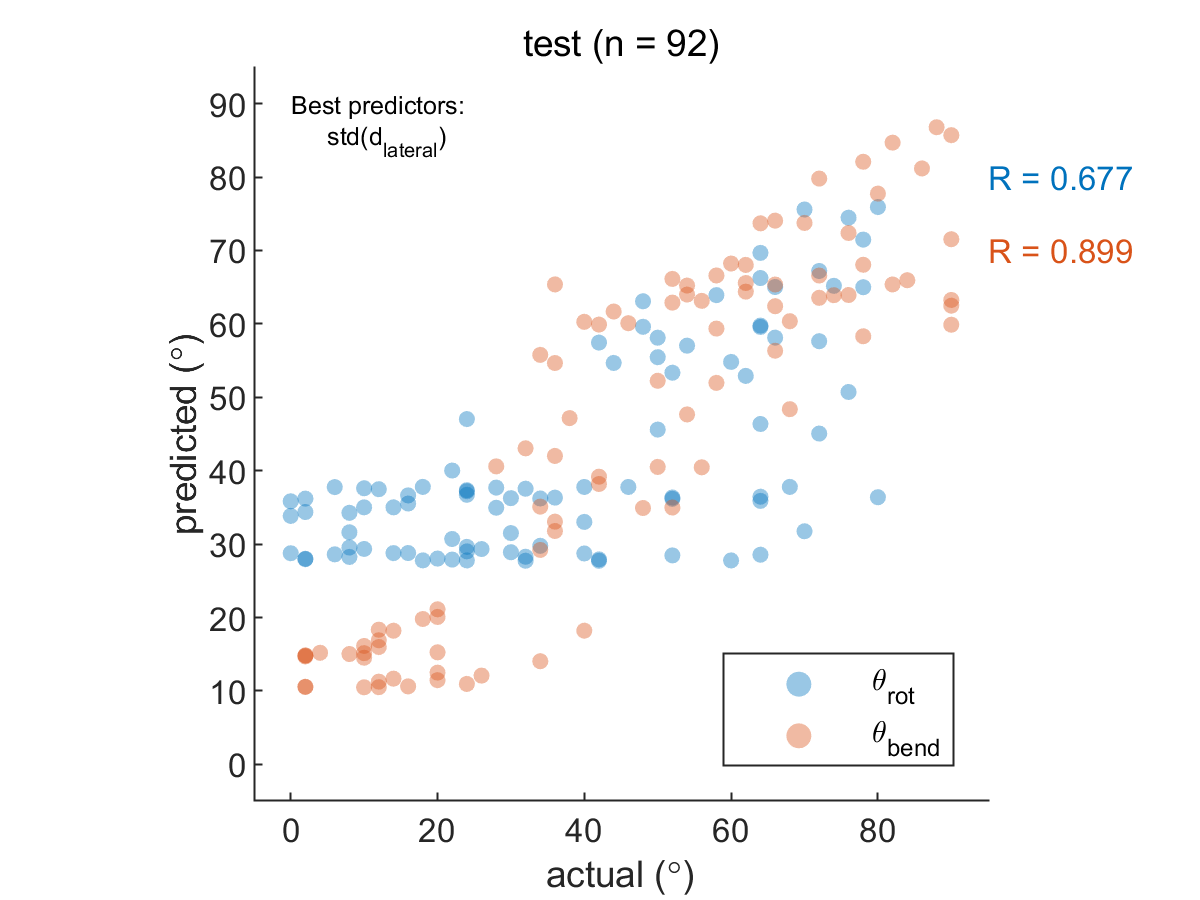 test (n = 92)
Best predictors:
std(d_lateral)
R = 0.677
R = 0.899
90
80
70
60
50
40
30
20
10
0
predicted (°)
θ_rot
θ_bend
0 20 40 60 80
actual (°)